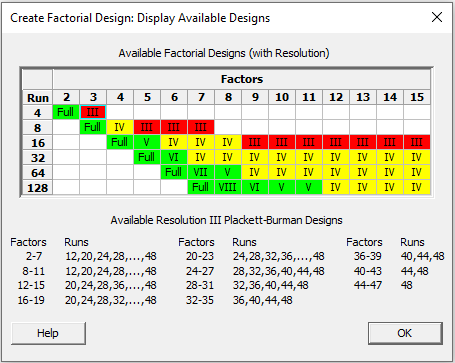 Create Factorial Design: Display Available Designs
Available Factorial Designs (with Resolution)
Factors
Run 2 3 4 5 6 7 8 9 10 11 12 13 14 15
4 Full III
8 Full IV III III III
16 Full V IV IV IV III III III III III III III
32 Full VI IV IV IV IV IV IV IV IV IV
64 Full VII V IV IV IV IV IV IV IV
128 Full VIII VI V V IV IV IV IV
Available Resolution III Plackett-Burman Designs
Factors Runs Factors Runs Factors Runs
2-7 12,20,24,28,...,48 20-23 24,28,32,36,...,48 36-39 40,44,48
8-11 12,20,24,28,...,48 24-27 28,32,36,40,44,48 40-43 44,48
12-15 20,24,28,36,...,48 28-31 32,36,40,44,48 44-47 48
16-19 20,24,28,32,...,48 32-35 36,40,44,48
Help OK